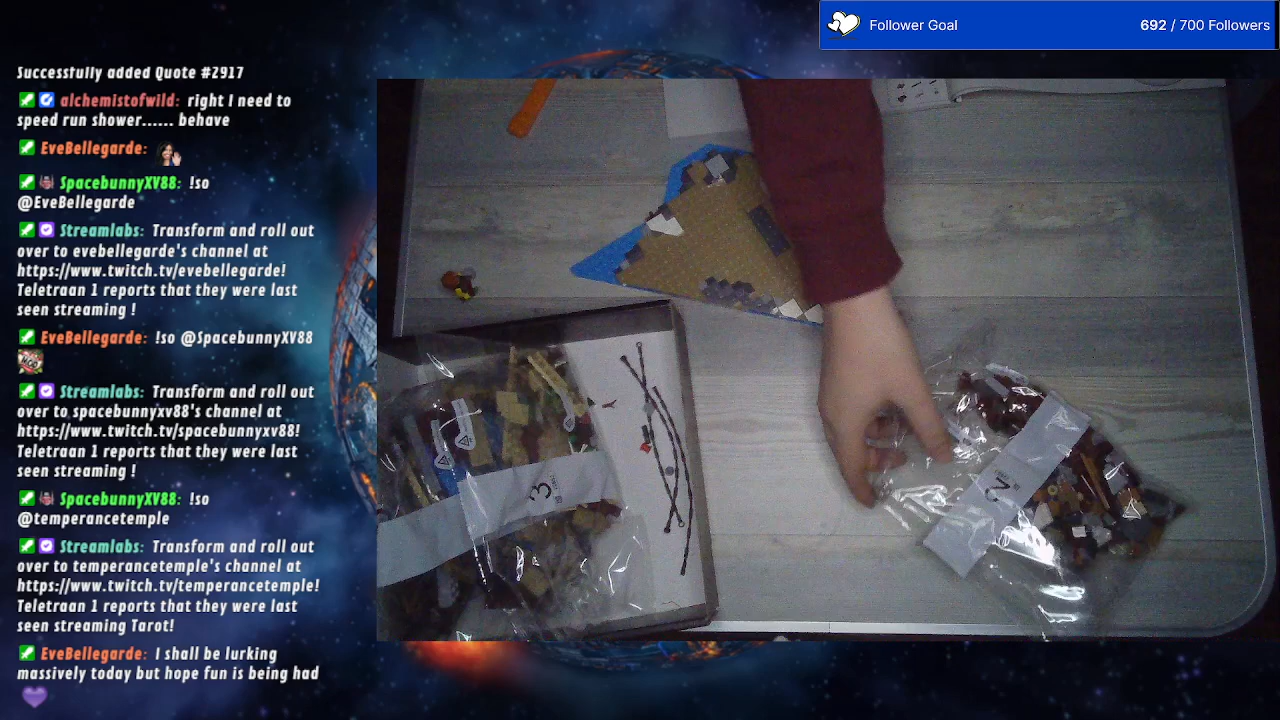 Follower Goal
692 / 700 Followers
Successfully added Quote #2917
alchemistofwild: right I need to
speed run shower...... behave
EveBellegarde:
SpacebunnyXV88: !so
@EveBellegarde
Streamlabs: Transform and roll out
over to evebellegarde's channel at
https://www.twitch.tv/evebellegarde!
Teletraan 1 reports that they were last
seen streaming !
EveBellegarde: !so @SpacebunnyXV88
Streamlabs: Transform and roll out
over to spacebunnyxv88's channel at
https://www.twitch.tv/spacebunnyxv88!
Teletraan 1 reports that they were last
seen streaming !
SpacebunnyXV88: !so
@temperancetemple
Streamlabs: Transform and roll out
over to temperancetemple's channel at
https://www.twitch.tv/temperancetemple!
Teletraan 1 reports that they were last
seen streaming Tarot!
EveBellegarde: I shall be lurking
massively today but hope fun is being had
3
2